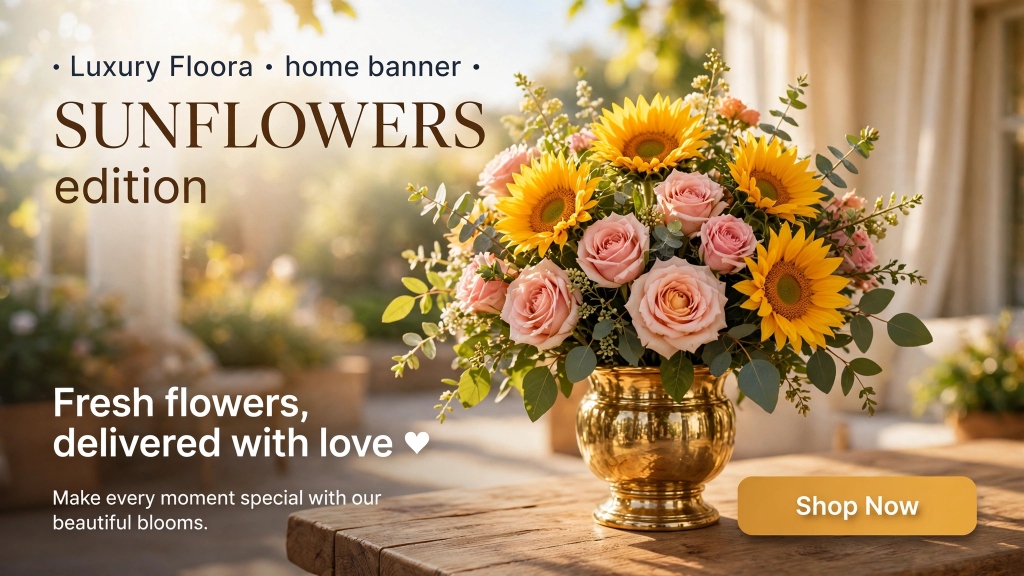 • Luxury Floora • home banner •
SUNFLOWERS
edition
Fresh flowers,
delivered with love ♥
Make every moment special with our
beautiful blooms.
Shop Now